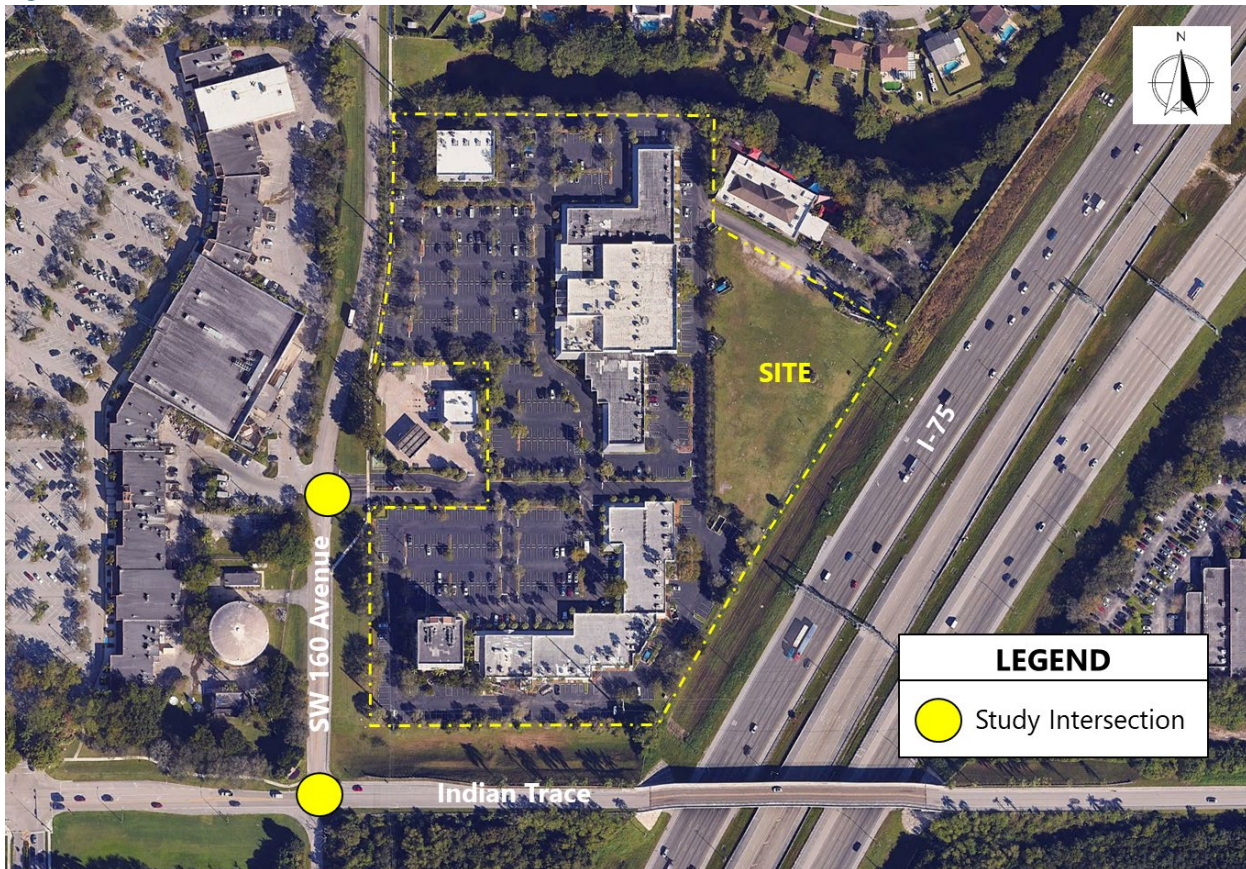 N
SITE
I-75
SW 160 Avenue
LEGEND
Study Intersection
Indian Trace